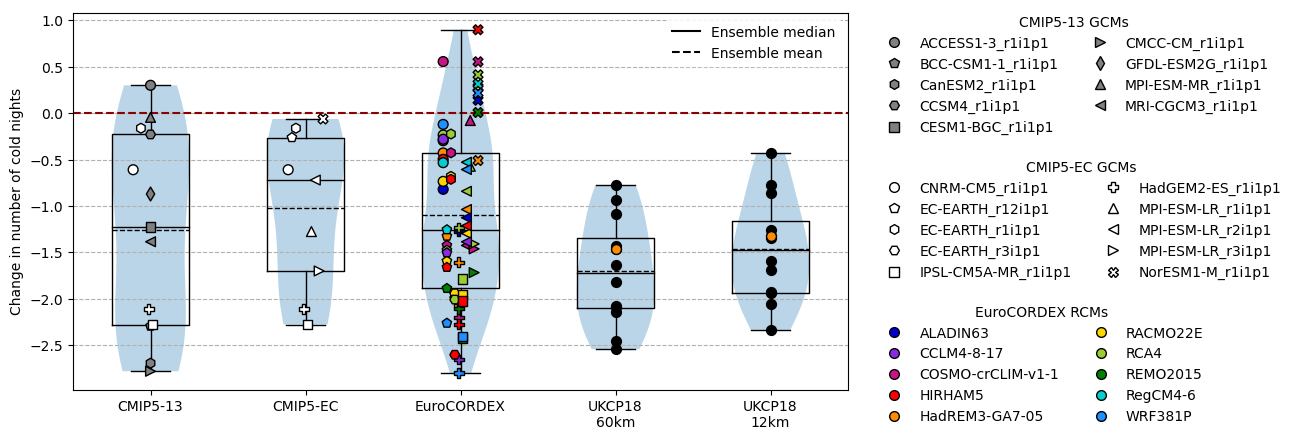 Change in number of cold nights
1.0
0.5
0.0
−0.5
−1.0
−1.5
−2.0
−2.5
Ensemble median
Ensemble mean
CMIP5-13
CMIP5-EC
EuroCORDEX
UKCP18
60km
UKCP18
12km
CMIP5-13 GCMs
ACCESS1-3_r1i1p1
BCC-CSM1-1_r1i1p1
CanESM2_r1i1p1
CCSM4_r1i1p1
CESM1-BGC_r1i1p1
CMCC-CM_r1i1p1
GFDL-ESM2G_r1i1p1
MPI-ESM-MR_r1i1p1
MRI-CGCM3_r1i1p1
CMIP5-EC GCMs
CNRM-CM5_r1i1p1
EC-EARTH_r12i1p1
EC-EARTH_r1i1p1
EC-EARTH_r3i1p1
IPSL-CM5A-MR_r1i1p1
HadGEM2-ES_r1i1p1
MPI-ESM-LR_r1i1p1
MPI-ESM-LR_r2i1p1
MPI-ESM-LR_r3i1p1
NorESM1-M_r1i1p1
EuroCORDEX RCMs
ALADIN63
CCLM4-8-17
COSMO-crCLIM-v1-1
HIRHAM5
HadREM3-GA7-05
RACMO22E
RCA4
REMO2015
RegCM4-6
WRF381P